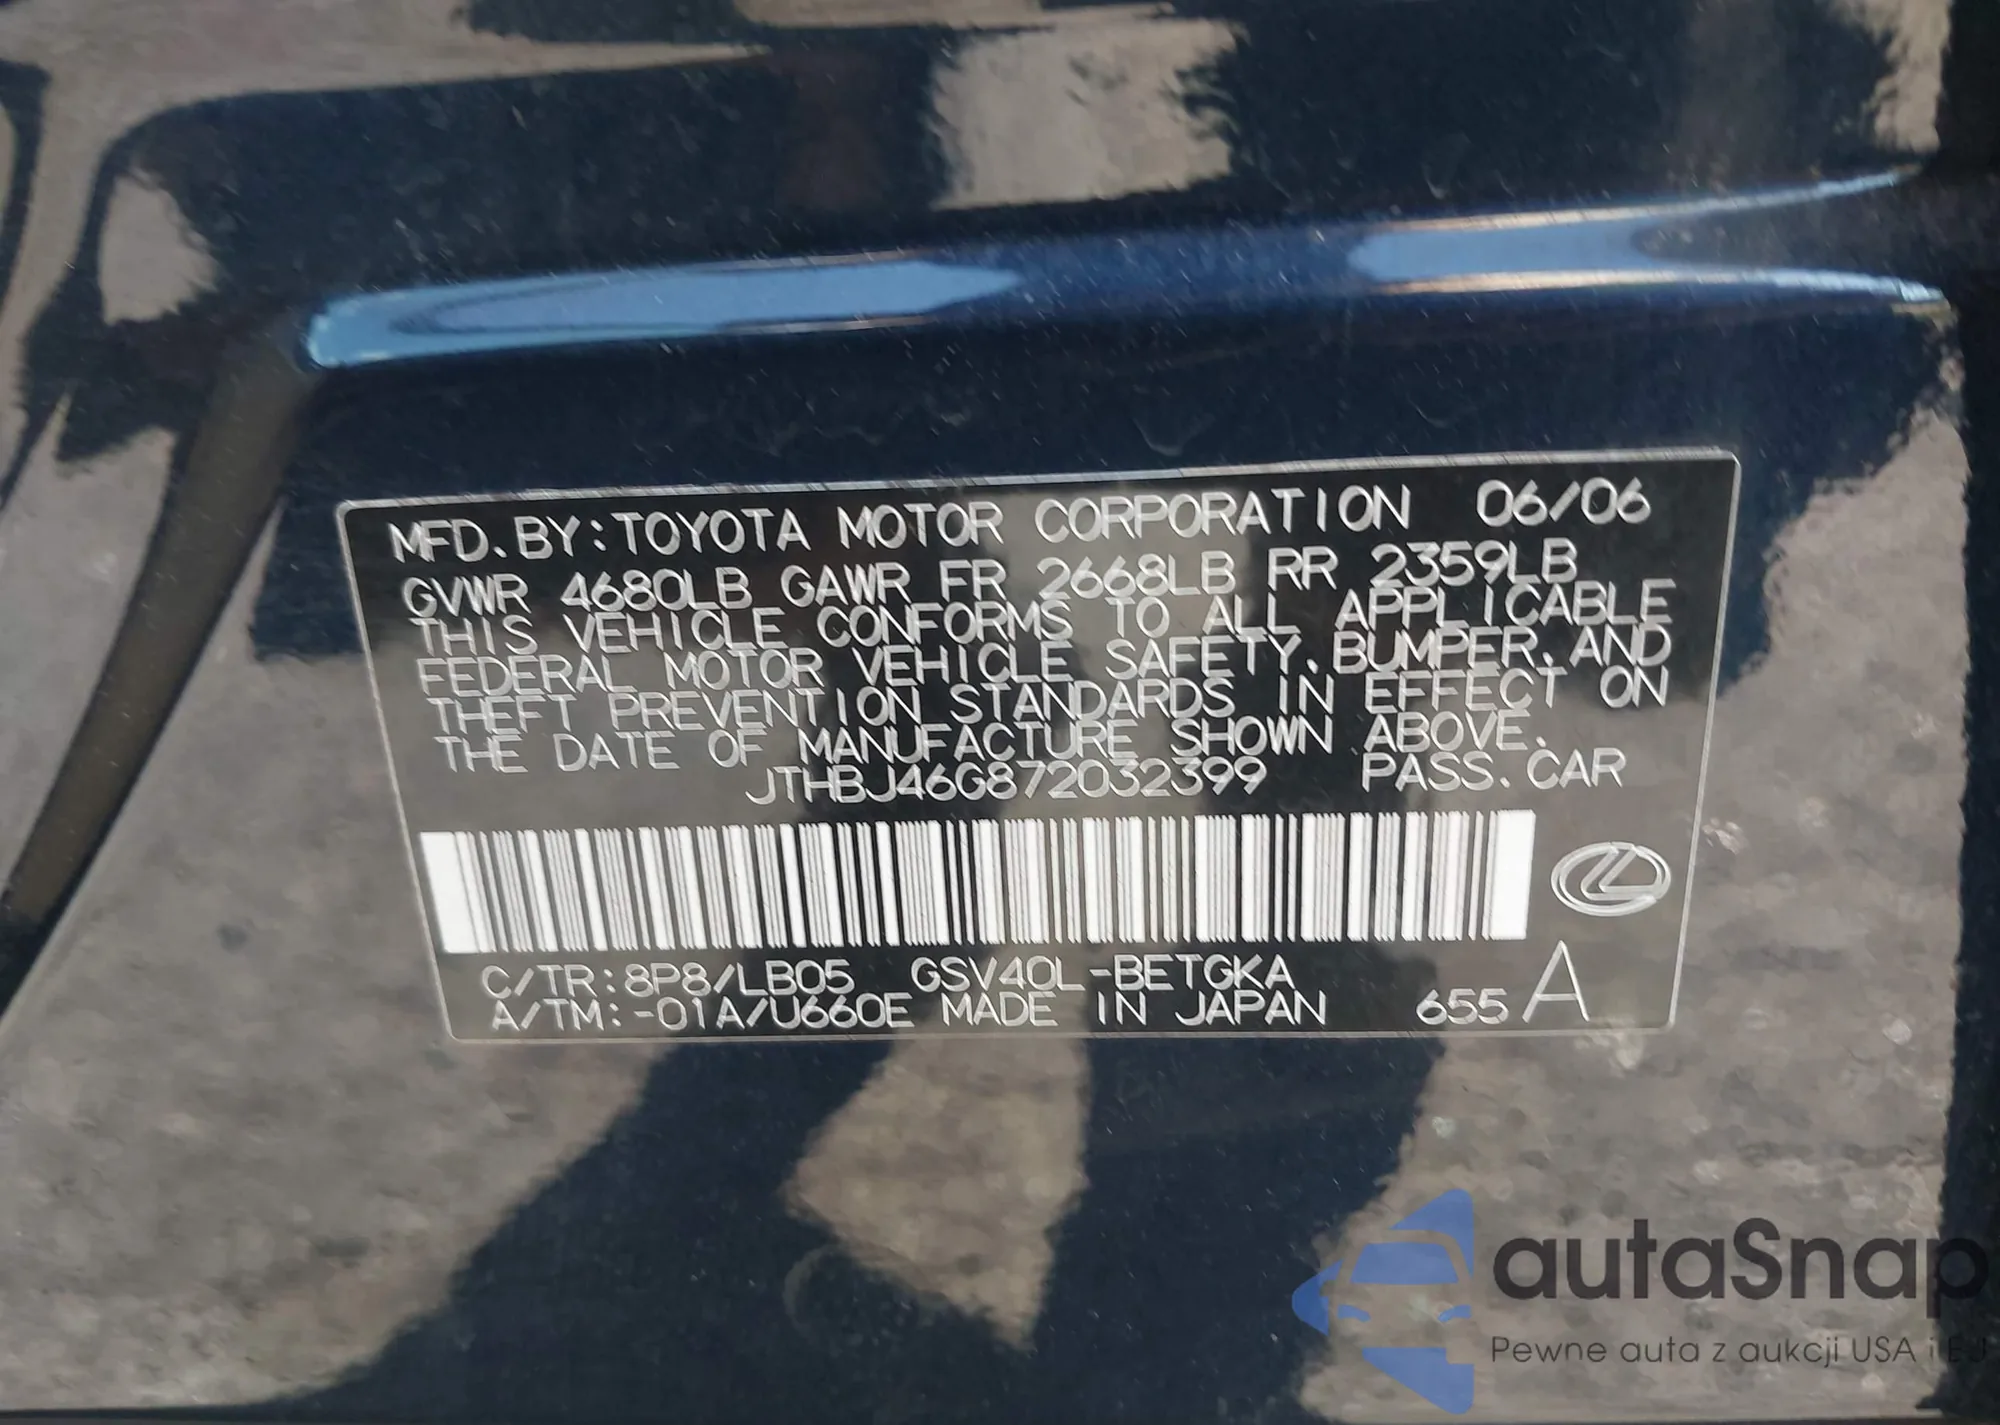 MFD. BY: TOYOTA MOTOR CORPORATION 06/06
GVWR 4680LB GAWR FR 2668LB RR 2359LB
THIS VEHICLE CONFORMS TO ALL APPLICABLE
FEDERAL MOTOR VEHICLE SAFETY, BUMPER, AND
THEFT PREVENTION STANDARDS IN EFFECT ON
THE DATE OF MANUFACTURE SHOWN ABOVE.
JTHBJ46G872032399 PASS. CAR
C/TR: 8P8/LB05 GSV40L-BETGKA
A/TM: -01A/U660E MADE IN JAPAN 655 A
autaSnap
Pewne auta z aukcji USA i EU